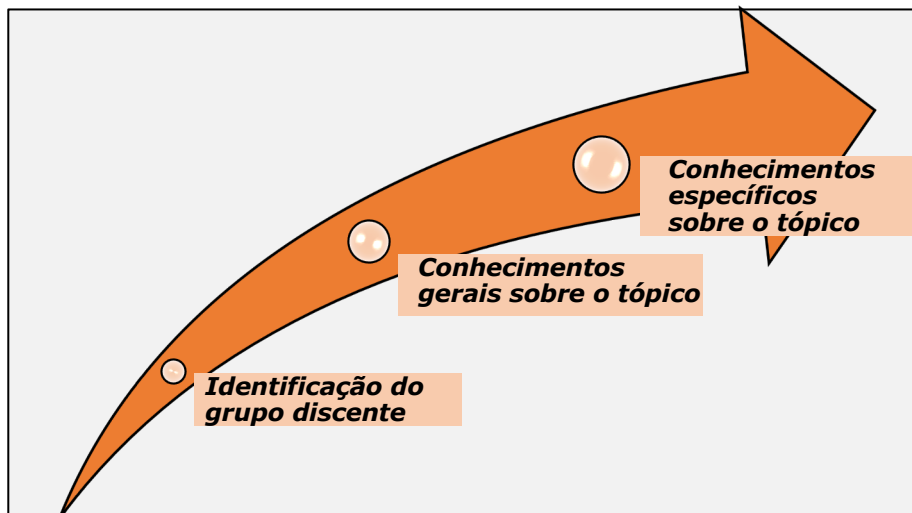 Conhecimentos
específicos
sobre o tópico
Conhecimentos
gerais sobre o tópico
Identificação do
grupo discente